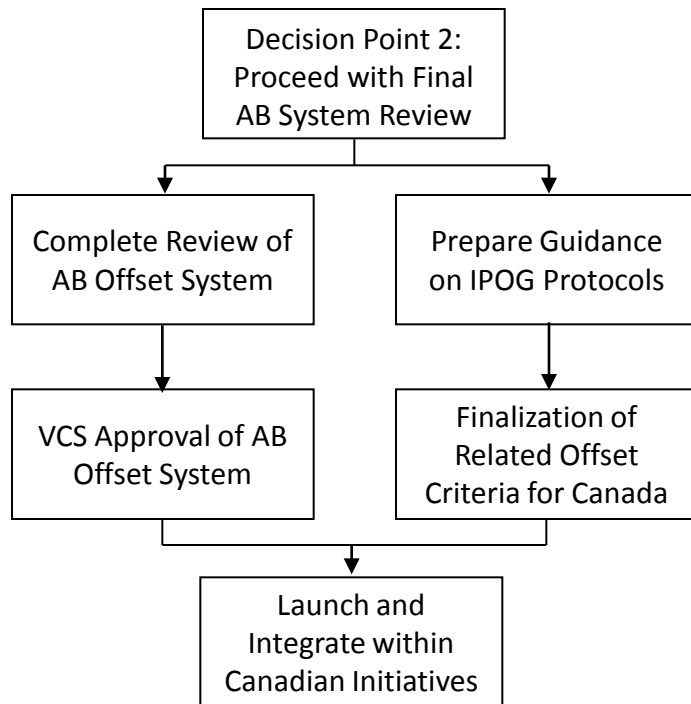 Decision Point 2:
Proceed with Final
AB System Review
Complete Review of
AB Offset System
Prepare Guidance
on IPOG Protocols
VCS Approval of AB
Offset System
Finalization of
Related Offset
Criteria for Canada
Launch and
Integrate within
Canadian Initiatives